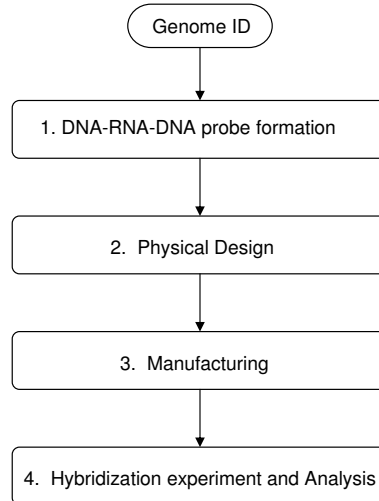 Genome ID
1. DNA-RNA-DNA probe formation
2. Physical Design
3. Manufacturing
4. Hybridization experiment and Analysis